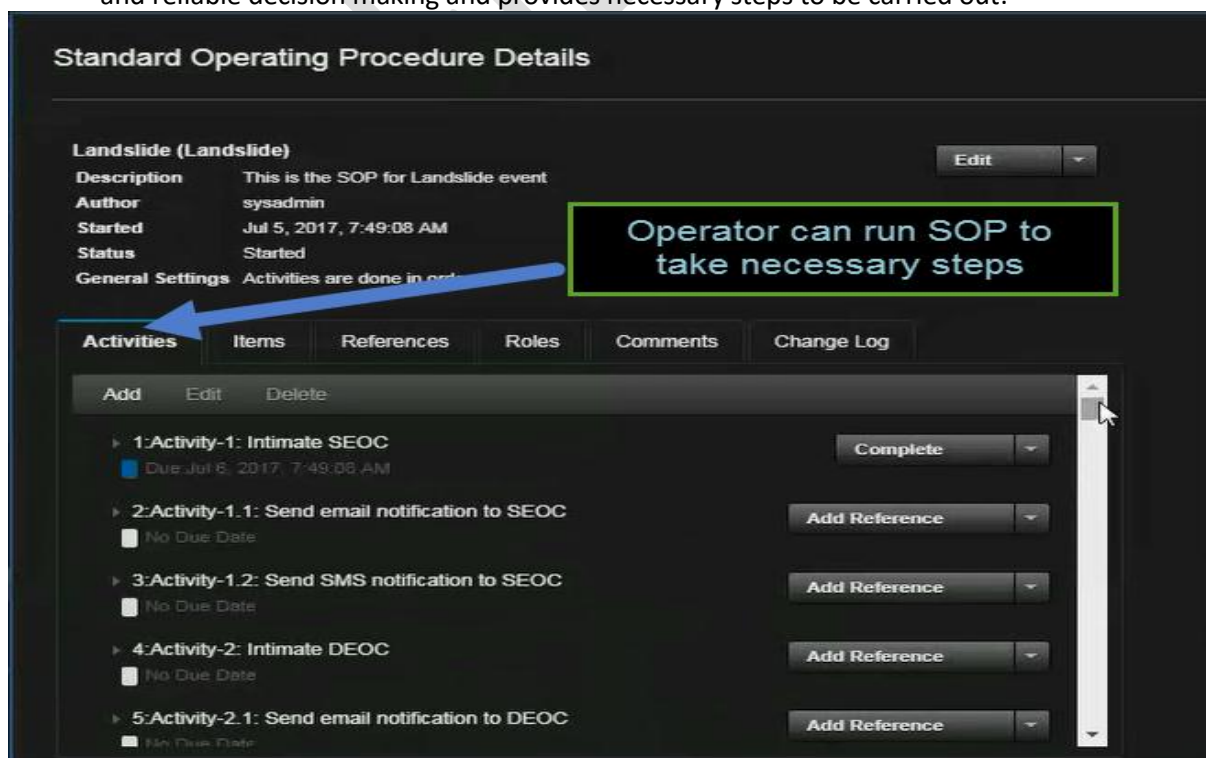 and reliable decision making and provides necessary steps to be carried out.
Standard Operating Procedure Details
Landslide (Landslide)
Edit
Description This is the SOP for Landslide event
Author sysadmin
Started Jul 5, 2017, 7:49:08 AM
Status Started
General Settings Activities are done in
Operator can run SOP to
take necessary steps
Activities Items References Roles Comments Change Log
Add Edit Delete
1:Activity-1: Intimate SEOC
Complete
Due Jul 6, 2017, 7:49:08 AM
2:Activity-1.1: Send email notification to SEOC
Add Reference
No Due Date
3:Activity-1.2: Send SMS notification to SEOC
Add Reference
No Due Date
4:Activity-2: Intimate DEOC
Add Reference
No Due Date
5:Activity-2.1: Send email notification to DEOC
Add Reference
No Due Date